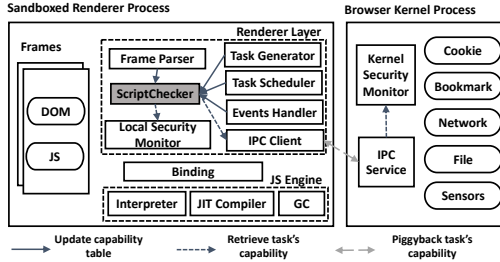 Sandboxed Renderer Process
Browser Kernel Process
Frames
DOM
JS
Renderer Layer
Frame Parser
ScriptChecker
Local Security
Monitor
Task Generator
Task Scheduler
Events Handler
IPC Client
Binding
JS Engine
Interpreter
JIT Compiler
GC
Kernel
Security
Monitor
IPC
Service
Cookie
Bookmark
Network
File
Sensors
Update capability
table
Retrieve task's
capability
Piggyback task's
capability